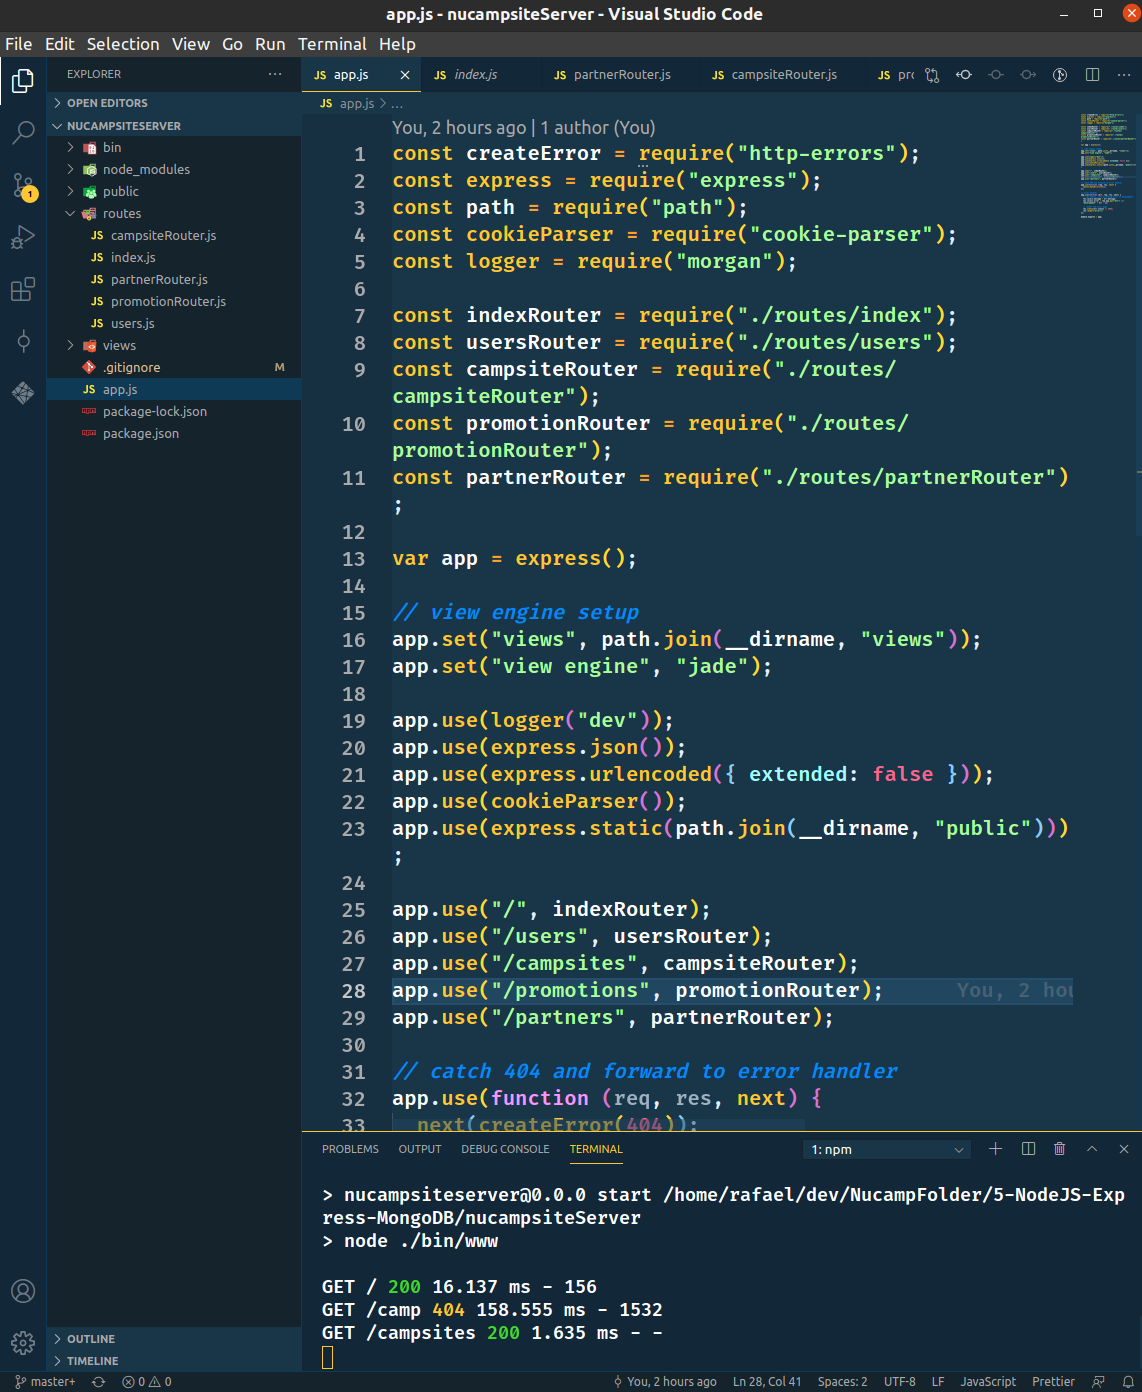 app.js - nucampsiteServer - Visual Studio Code
File Edit Selection View Go Run Terminal Help
EXPLORER
OPEN EDITORS
NUCAMPSITESERVER
bin
node_modules
public
routes
JS campsiteRouter.js
JS index.js
JS partnerRouter.js
JS promotionRouter.js
JS users.js
views
.gitignore M
JS app.js
package-lock.json
package.json
OUTLINE
TIMELINE
1
JS app.js JS index.js JS partnerRouter.js JS campsiteRouter.js JS pro
JS app.js > ...
You, 2 hours ago | 1 author (You)
1 const createError = require("http-errors");
2 const express = require("express");
3 const path = require("path");
4 const cookieParser = require("cookie-parser");
5 const logger = require("morgan");
6
7 const indexRouter = require("./routes/index");
8 const usersRouter = require("./routes/users");
9 const campsiteRouter = require("./routes/
campsiteRouter");
10 const promotionRouter = require("./routes/
promotionRouter");
11 const partnerRouter = require("./routes/partnerRouter")
;
12
13 var app = express();
14
15 // view engine setup
16 app.set("views", path.join(__dirname, "views"));
17 app.set("view engine", "jade");
18
19 app.use(logger("dev"));
20 app.use(express.json());
21 app.use(express.urlencoded({ extended: false }));
22 app.use(cookieParser());
23 app.use(express.static(path.join(__dirname, "public")))
;
24
25 app.use("/", indexRouter);
26 app.use("/users", usersRouter);
27 app.use("/campsites", campsiteRouter);
28 app.use("/promotions", promotionRouter); You, 2 hou
29 app.use("/partners", partnerRouter);
30
31 // catch 404 and forward to error handler
32 app.use(function (req, res, next) {
33 next(createError(404));
PROBLEMS OUTPUT DEBUG CONSOLE TERMINAL 1: npm
> nucampsiteserver@0.0.0 start /home/rafael/dev/NucampFolder/5-NodeJS-Exp
ress-MongoDB/nucampsiteServer
> node ./bin/www
GET / 200 16.137 ms - 156
GET /camp 404 158.555 ms - 1532
GET /campsites 200 1.635 ms - -
master+ 0 0 You, 2 hours ago Ln 28, Col 41 Spaces: 2 UTF-8 LF JavaScript Prettier